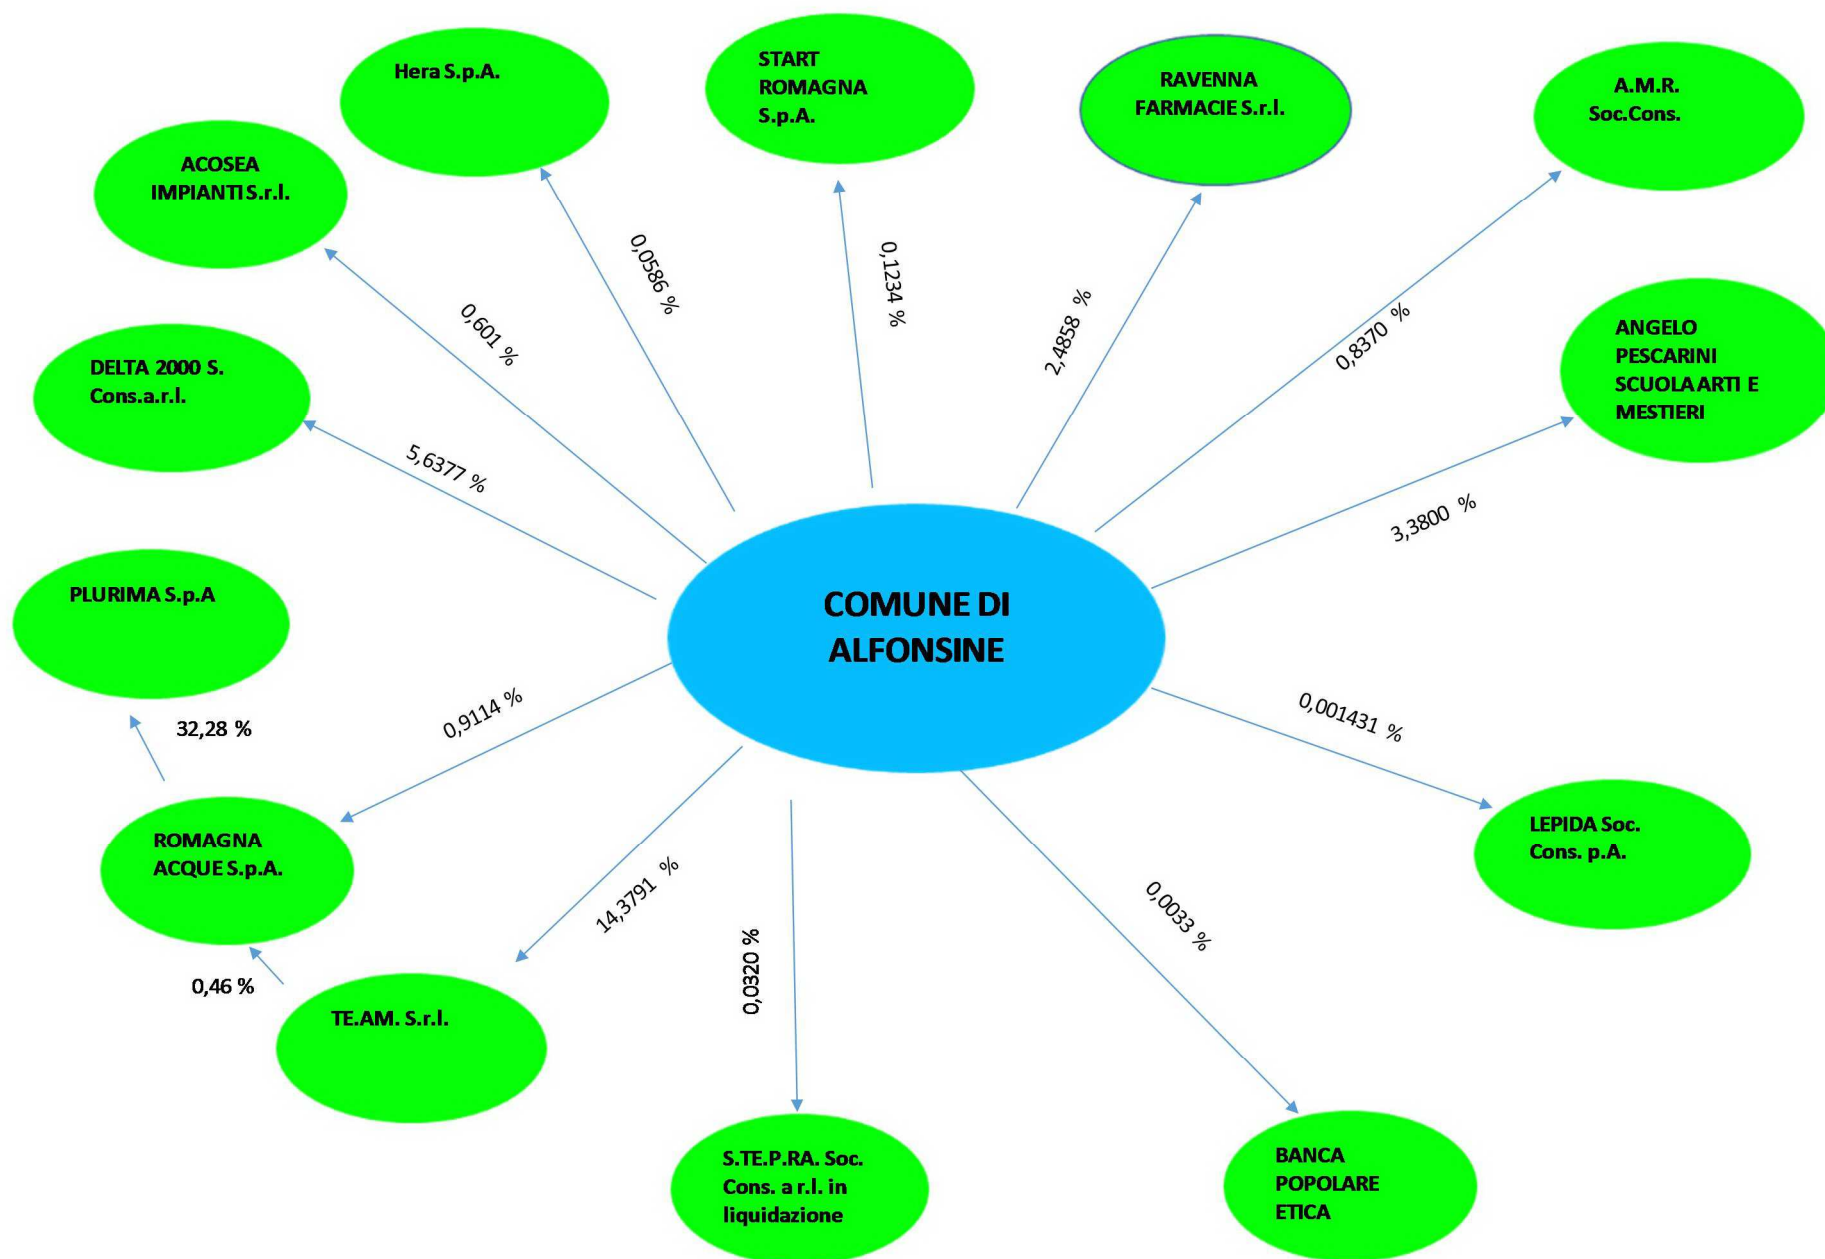 Hera S.p.A.
START
ROMAGNA
S.p.A.
RAVENNA
FARMACIE S.r.l.
A.M.R.
Soc.Cons.
ACOSEA
IMPIANTI S.r.l.
0,0586 %
0,1234 %
2,4858 %
0,8370 %
0,601 %
ANGELO
PESCARINI
SCUOLA ARTI E
MESTIERI
DELTA 2000 S.
Cons.a.r.l.
5,6377 %
3,3800 %
PLURIMA S.p.A
COMUNE DI
ALFONSINE
32,28 %
0,9114 %
0,001431 %
ROMAGNA
ACQUE S.p.A.
LEPIDA Soc.
Cons. p.A.
14,3791 %
0,0320 %
0,0033 %
0,46 %
TE.AM. S.r.l.
S.TE.P.RA. Soc.
Cons. a r.l. in
liquidazione
BANCA
POPOLARE
ETICA